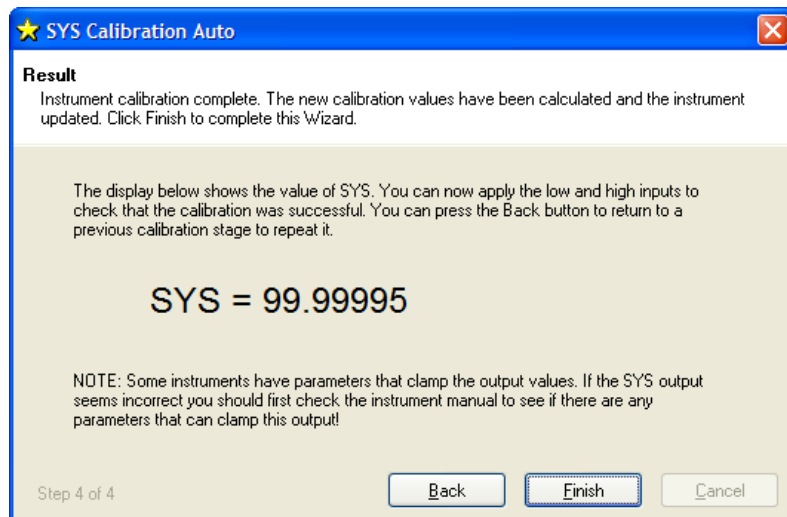 SYS Calibration Auto
Result
Instrument calibration complete. The new calibration values have been calculated and the instrument
updated. Click Finish to complete this Wizard.
The display below shows the value of SYS. You can now apply the low and high inputs to
check that the calibration was successful. You can press the Back button to return to a
previous calibration stage to repeat it.
SYS = 99.99995
NOTE: Some instruments have parameters that clamp the output values. If the SYS output
seems incorrect you should first check the instrument manual to see if there are any
parameters that can clamp this output!
Step 4 of 4
Back
Finish
Cancel